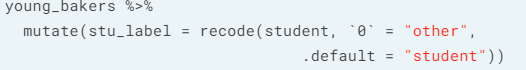 young_bakers %>%
  mutate(stu_label = recode(student, `0` = "other",
                            .default = "student"))